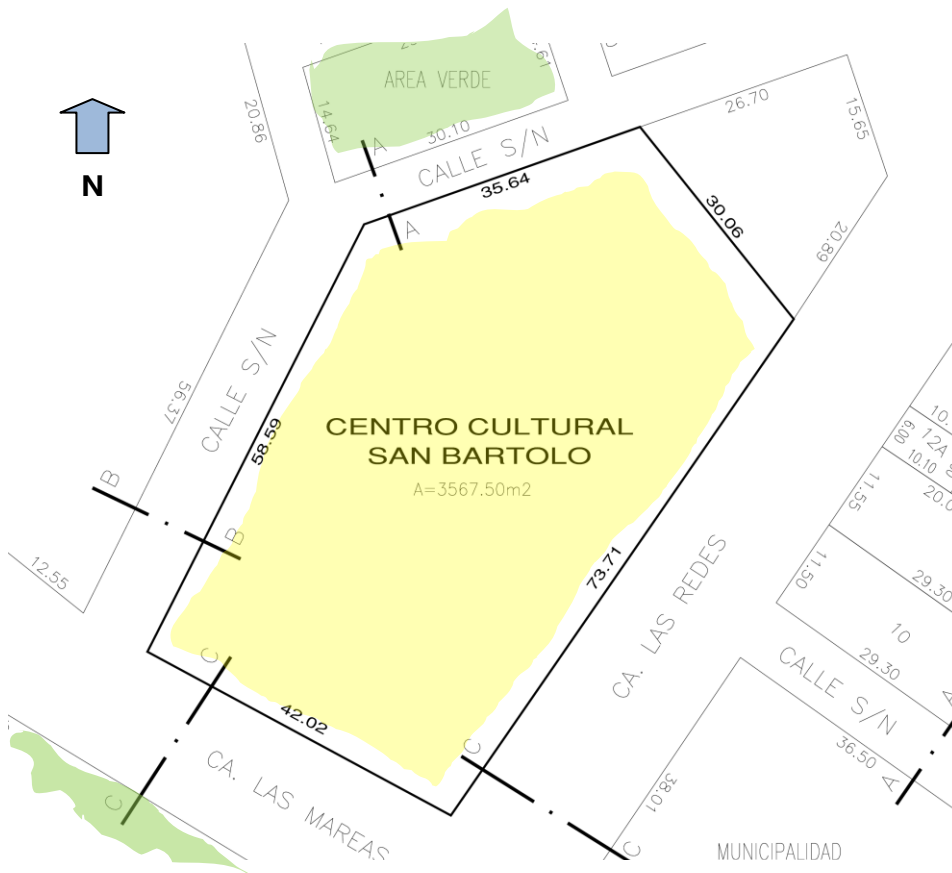 AREA VERDE
14.64
30.10
20.86
N
CALLE S/N
35.64
26.70
15.65
30.06
20.89
A
A
56.37
CALLE S/N
58.59
CENTRO CULTURAL
SAN BARTOLO
A=3567.50m2
B
B
12.55
73.71
CA. LAS REDES
10.
6.00
1.2A
10.10
20.0
11.55
11.50
29.30
10
29.30
CALLE S/N
36.50
A
A
C
C
42.02
CA. LAS MAREAS
C
C
38.01
MUNICIPALIDAD